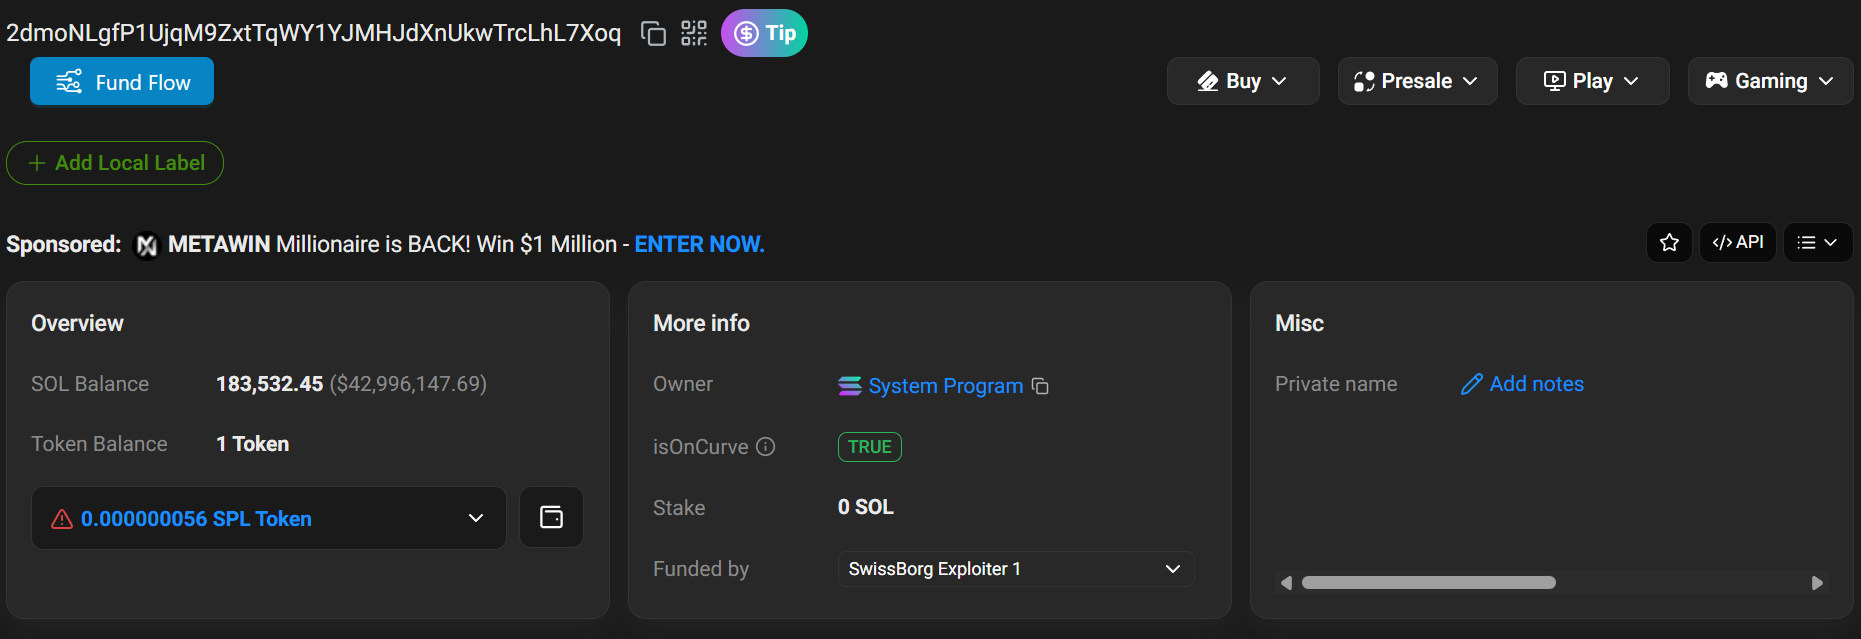 2dmoNLgfP1UjqM9ZxtTqWY1YJMHJdXnUkwTrcLhL7Xoq Tip
Fund Flow
Buy Presale Play Gaming
+ Add Local Label
Sponsored: METAWIN Millionaire is BACK! Win $1 Million - ENTER NOW.
</> API
Overview
SOL Balance 183,532.45 ($42,996,147.69)
Token Balance 1 Token
0.000000056 SPL Token
More info
Owner System Program
isOnCurve TRUE
Stake 0 SOL
Funded by SwissBorg Exploiter 1
Misc
Private name Add notes